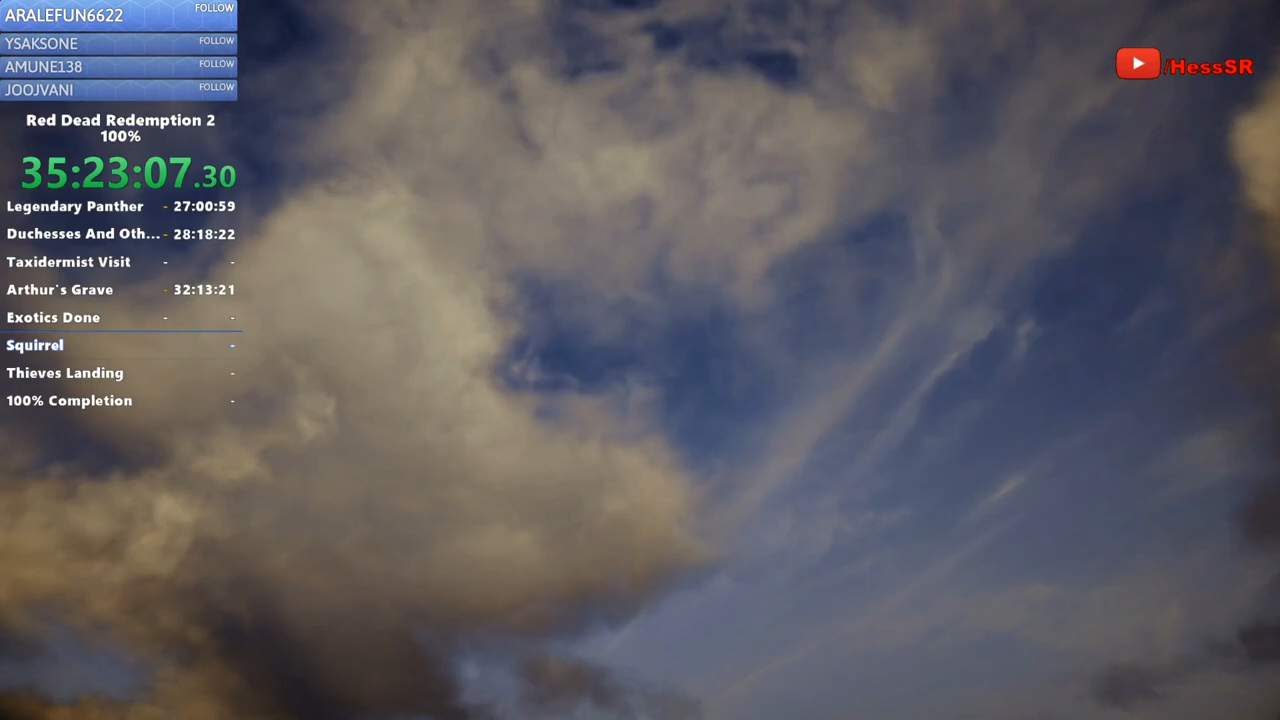 ARALEFUN6622 FOLLOW
YSAKSONE FOLLOW
AMUNE138 FOLLOW
JOOJVANI FOLLOW
/HessSR
Red Dead Redemption 2
100%
35:23:07.30
Legendary Panther - 27:00:59
Duchesses And Oth... - 28:18:22
Taxidermist Visit - -
Arthur's Grave - 32:13:21
Exotics Done - -
Squirrel -
Thieves Landing -
100% Completion -